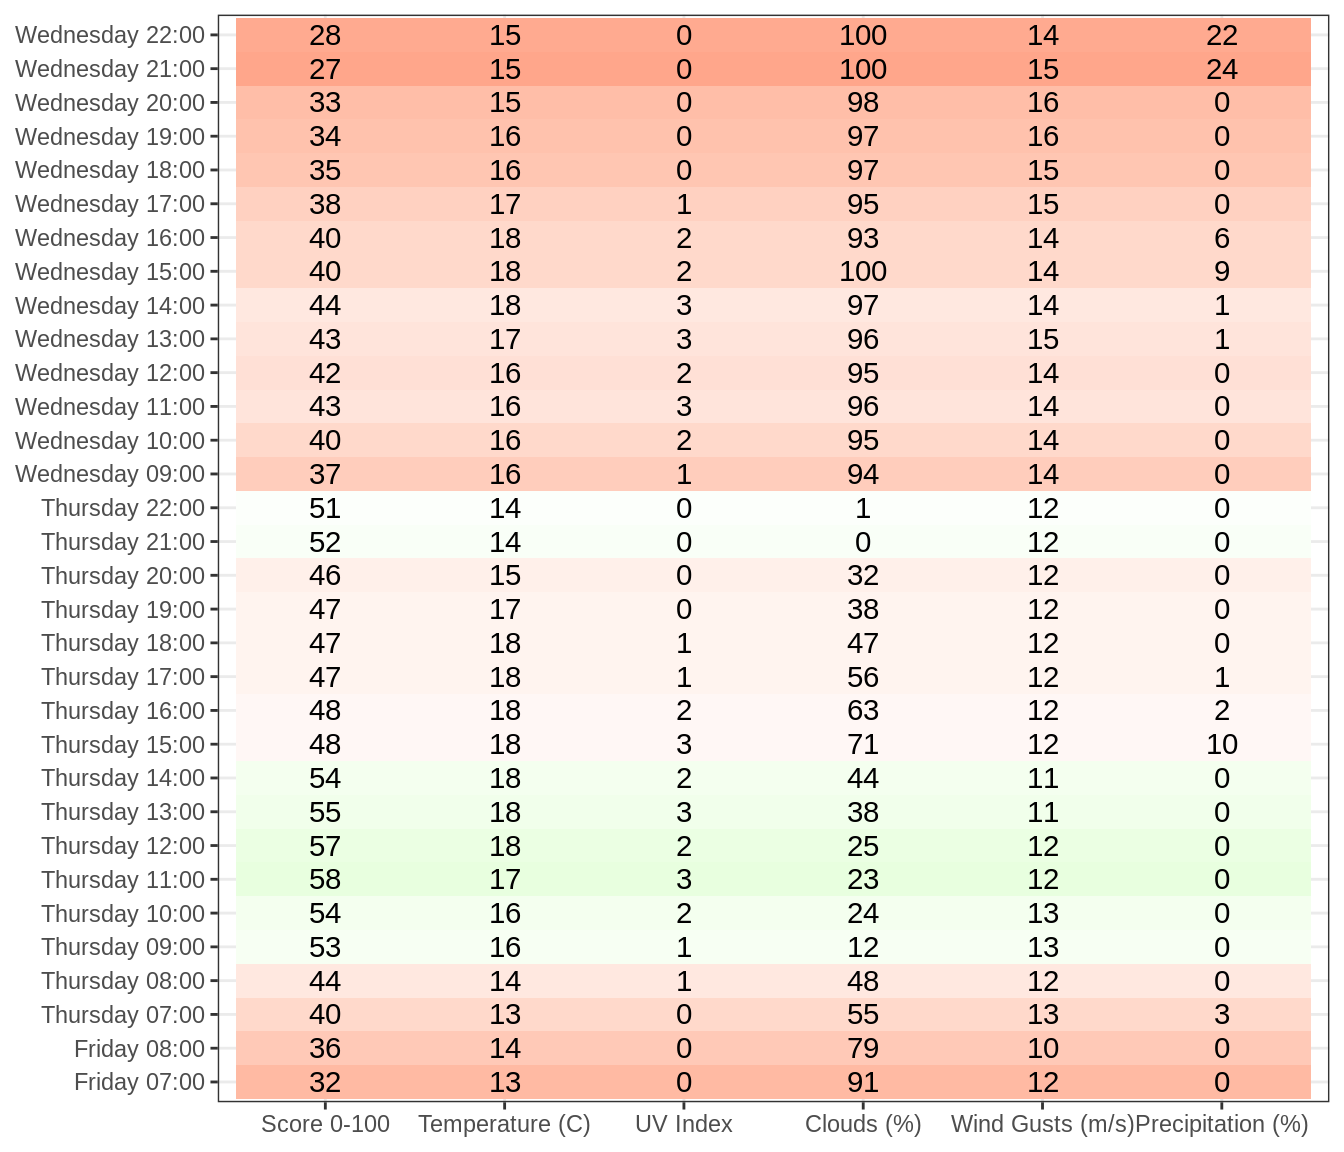 Wednesday 22:00 28 15 0 100 14 22
Wednesday 21:00 27 15 0 100 15 24
Wednesday 20:00 33 15 0 98 16 0
Wednesday 19:00 34 16 0 97 16 0
Wednesday 18:00 35 16 0 97 15 0
Wednesday 17:00 38 17 1 95 15 0
Wednesday 16:00 40 18 2 93 14 6
Wednesday 15:00 40 18 2 100 14 9
Wednesday 14:00 44 18 3 97 14 1
Wednesday 13:00 43 17 3 96 15 1
Wednesday 12:00 42 16 2 95 14 0
Wednesday 11:00 43 16 3 96 14 0
Wednesday 10:00 40 16 2 95 14 0
Wednesday 09:00 37 16 1 94 14 0
Thursday 22:00 51 14 0 1 12 0
Thursday 21:00 52 14 0 0 12 0
Thursday 20:00 46 15 0 32 12 0
Thursday 19:00 47 17 0 38 12 0
Thursday 18:00 47 18 1 47 12 0
Thursday 17:00 47 18 1 56 12 1
Thursday 16:00 48 18 2 63 12 2
Thursday 15:00 48 18 3 71 12 10
Thursday 14:00 54 18 2 44 11 0
Thursday 13:00 55 18 3 38 11 0
Thursday 12:00 57 18 2 25 12 0
Thursday 11:00 58 17 3 23 12 0
Thursday 10:00 54 16 2 24 13 0
Thursday 09:00 53 16 1 12 13 0
Thursday 08:00 44 14 1 48 12 0
Thursday 07:00 40 13 0 55 13 3
Friday 08:00 36 14 0 79 10 0
Friday 07:00 32 13 0 91 12 0
Score 0-100 Temperature (C) UV Index Clouds (%) Wind Gusts (m/s) Precipitation (%)